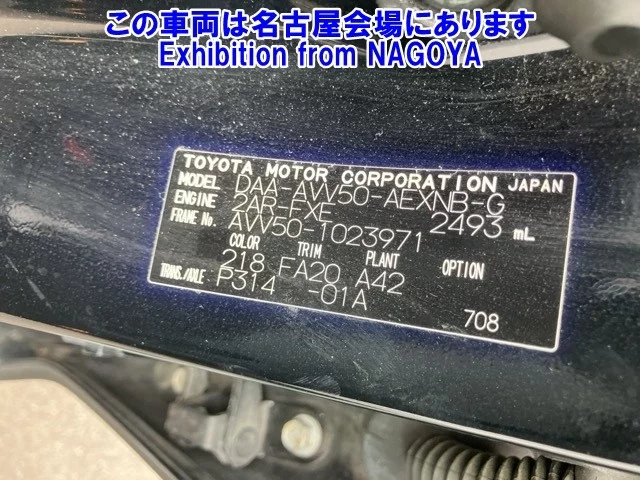 この車両は名古屋会場にあります
Exhibition from NAGOYA
TOYOTA MOTOR CORPORATION JAPAN
MODEL DAA-AVV50-AEXNB-G
ENGINE 2AR-FXE 2493 mL
FRAME No. AVV50-1023971
COLOR TRIM PLANT OPTION
218 FA20 A42
TRANS./AXLE P314 -01A
708